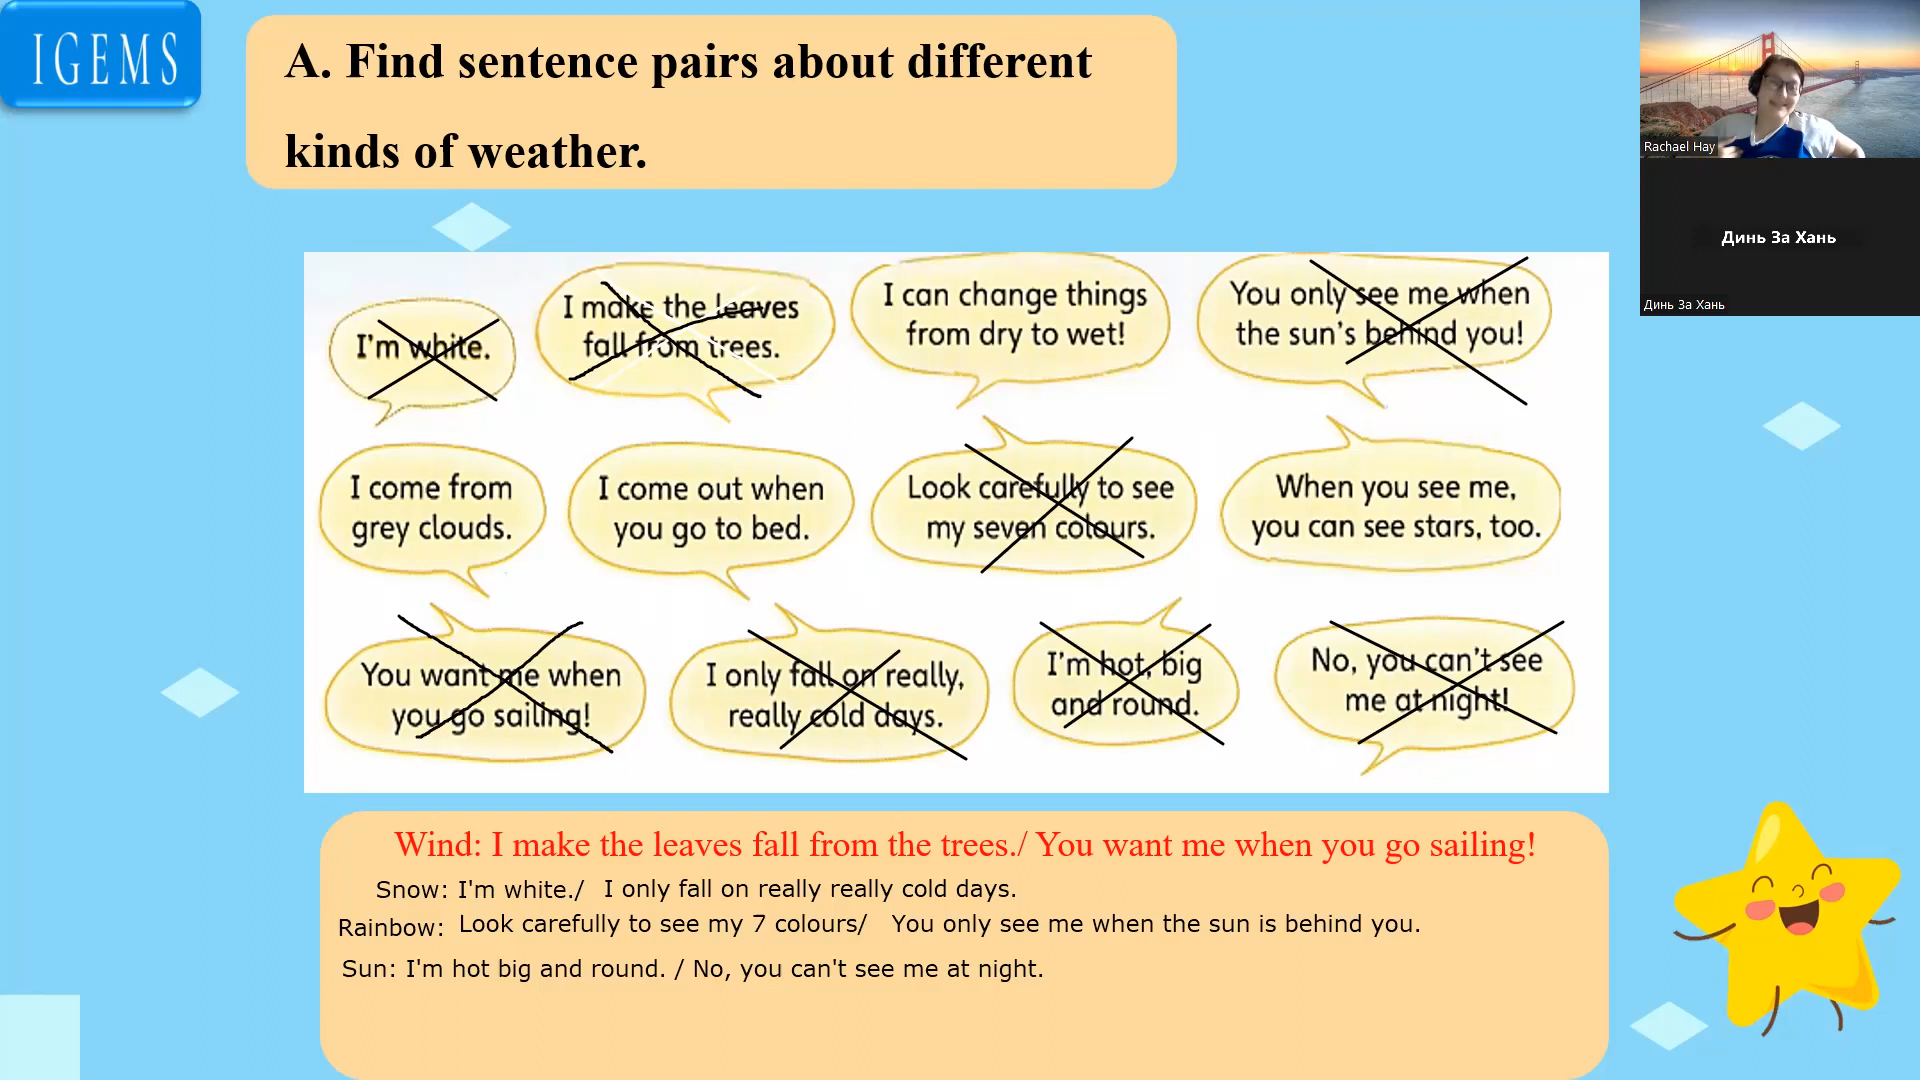 IGEMS
A. Find sentence pairs about different
kinds of weather.
Rachael Hay
Динь За Хань
Динь За Хань
I'm white.
I make the leaves
fall from trees.
I can change things
from dry to wet!
You only see me when
the sun's behind you!
I come from
grey clouds.
I come out when
you go to bed.
Look carefully to see
my seven colours.
When you see me,
you can see stars, too.
You want me when
you go sailing!
I only fall on really,
really cold days.
I'm hot, big
and round.
No, you can't see
me at night!
Wind: I make the leaves fall from the trees./ You want me when you go sailing!
Snow: I'm white./ I only fall on really really cold days.
Rainbow: Look carefully to see my 7 colours/ You only see me when the sun is behind you.
Sun: I'm hot big and round. / No, you can't see me at night.